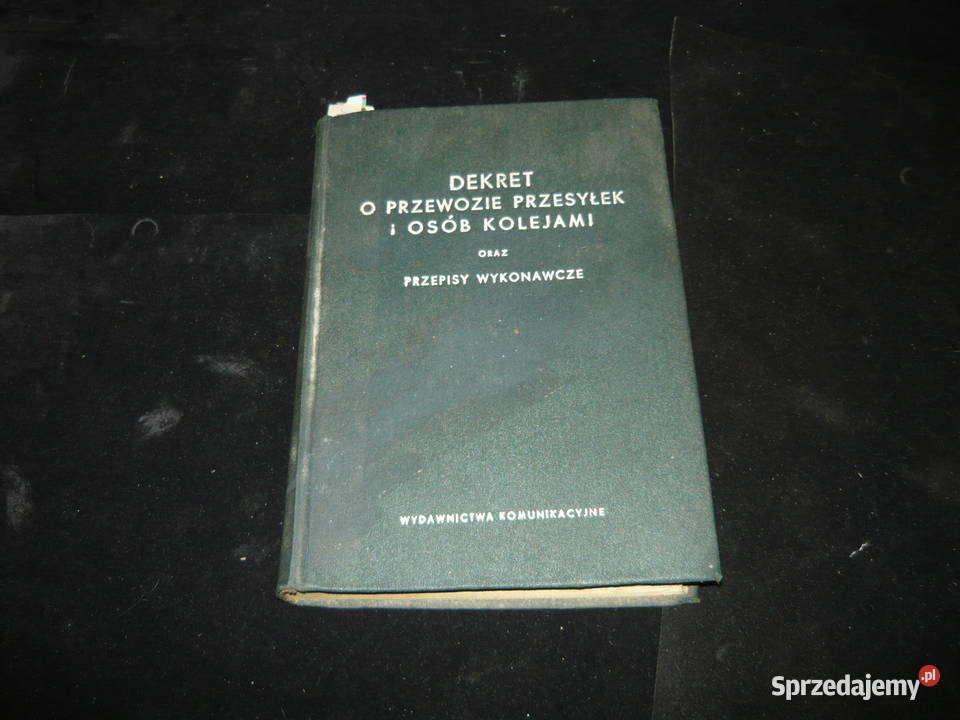 DEKRET
O PRZEWOZIE PRZESYŁEK
i OSÓB KOLEJAMI
ORAZ
PRZEPISY WYKONAWCZE
WYDAWNICTWA KOMUNIKACYJNE
Sprzedajemy.pl